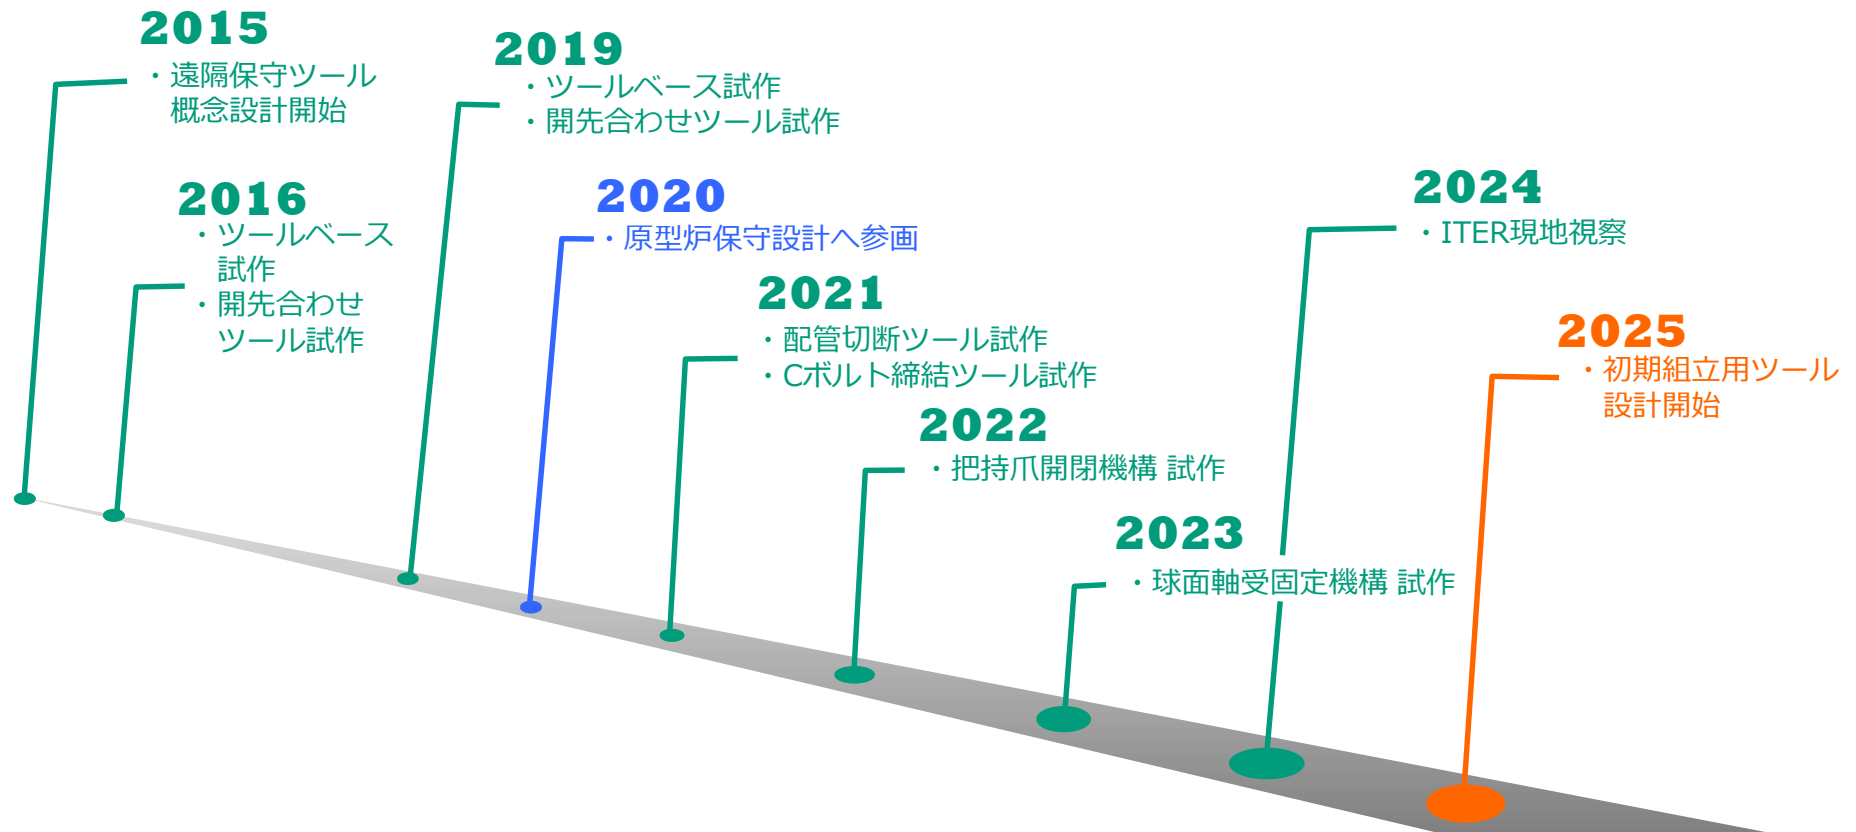 2015
・遠隔保守ツール
概念設計開始
2016
・ツールベース
試作
・開先合わせ
ツール試作
2019
・ツールベース試作
・開先合わせツール試作
2020
・原型炉保守設計へ参画
2021
・配管切断ツール試作
・Cボルト締結ツール試作
2022
・把持爪開閉機構 試作
2023
・球面軸受固定機構 試作
2024
・ITER現地視察
2025
・初期組立用ツール
設計開始